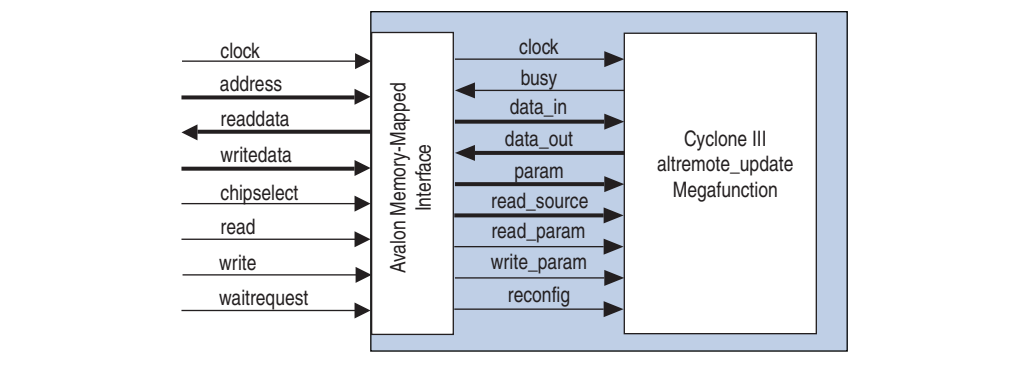 clock
address
readdata
writedata
chipselect
read
write
waitrequest
Avalon Memory-Mapped
Interface
clock
busy
data_in
data_out
param
read_source
read_param
write_param
reconfig
Cyclone III
altremote_update
Megafunction